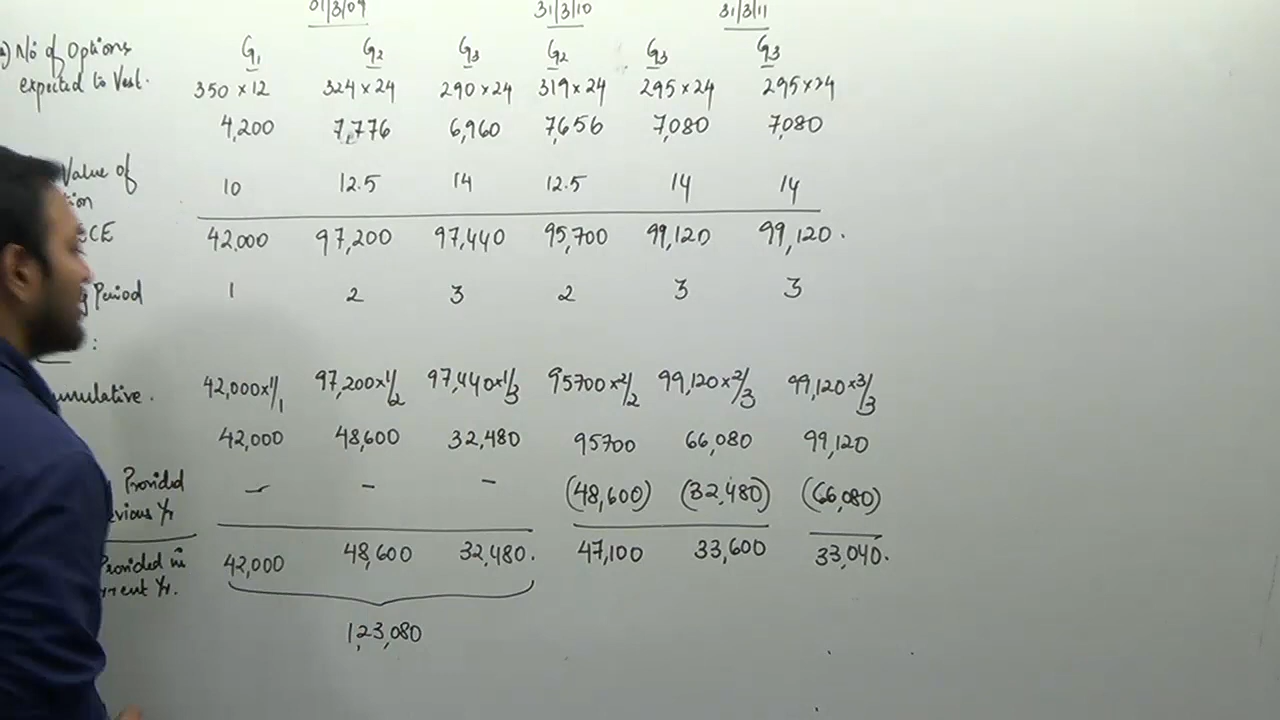 01/3/09 31/3/10 31/3/11
a) No of Options G1 G2 G3 G2 G3 G3
expected to Vest. 350 × 12 324 × 24 290 × 24 319 × 24 295 × 24 295 × 24
4,200 7,776 6,960 7,656 7,080 7,080
Value of 10 12.5 14 12.5 14 14
42,000 97,200 97,440 95,700 99,120 99,120.
Period 1 2 3 2 3 3
:
42,000×1/1 97,200×1/2 97,440×1/3 95700×2/2 99,120×2/3 99,120×3/3
42,000 48,600 32,480 95700 66,080 99,120
Provided - - - (48,600) (32,480) (66,080)
Yr
Provided in 42,000 48,600 32,480. 47,100 33,600 33,040.
Yr.
1,23,080